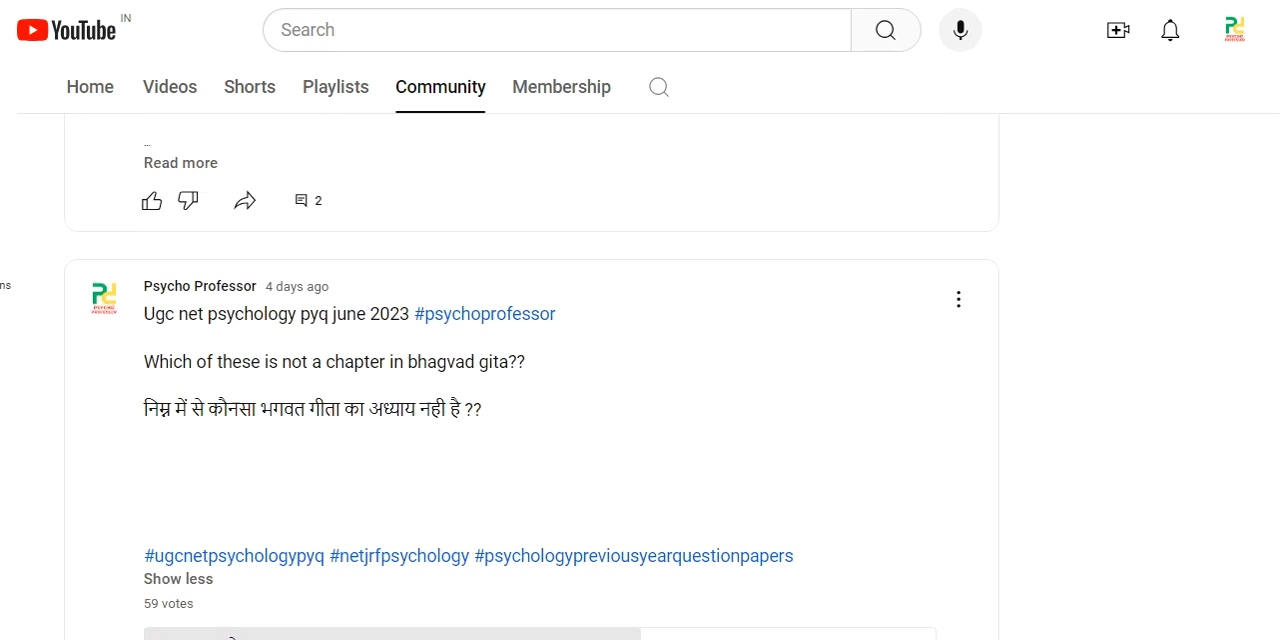 YouTube IN
Search
Home Videos Shorts Playlists Community Membership
...
Read more
2
ns
Psycho Professor 4 days ago
Ugc net psychology pyq june 2023 #psychoprofessor
Which of these is not a chapter in bhagvad gita??
निम्न में से कौनसा भगवत गीता का अध्याय नही है ??
#ugcnetpsychologypyq #netjrfpsychology #psychologypreviousyearquestionpapers
Show less
59 votes